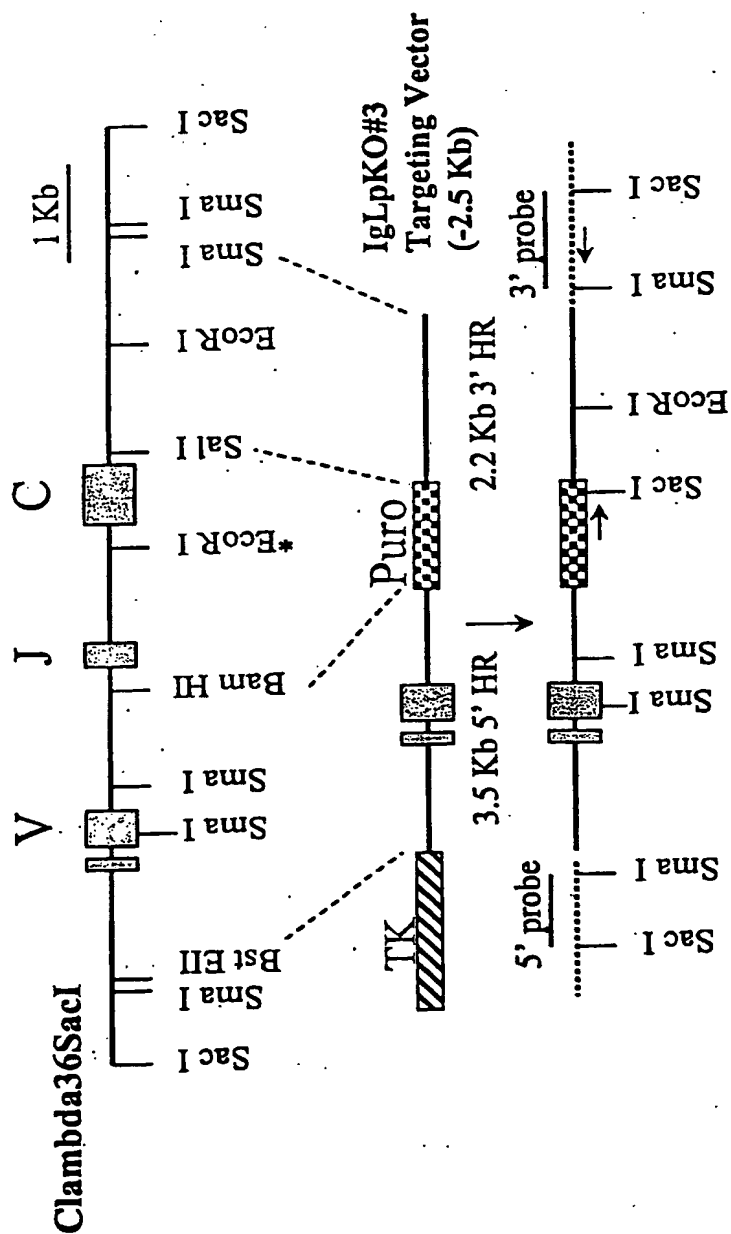 Clambda36SacI
V
J
C
1 Kb
Sac I
Sma I
Bst EII
Sma I
Sma I
Bam HI
*EcoR I
Sal I
EcoR I
Sma I
Sma I
Sac I
TK
Puro
IgLpKO#3
Targeting Vector
(-2.5 Kb)
3.5 Kb 5' HR
2.2 Kb 3' HR
5' probe
3' probe
Sac I
Sma I
Sma I
Sma I
Sac I
EcoR I
Sma I
Sac I